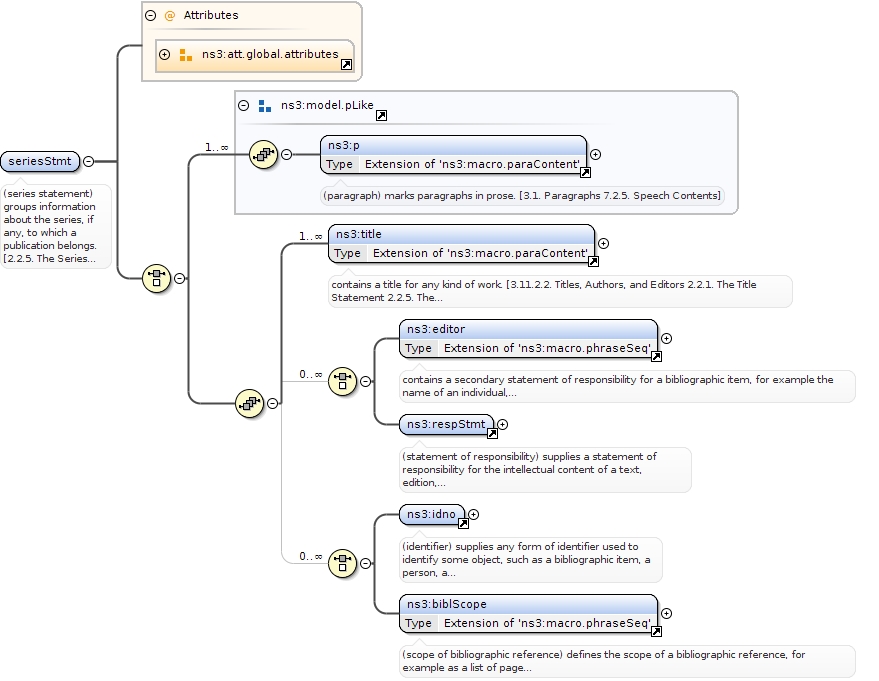 @ Attributes
ns3:att.global.attributes
ns3:model.pLike
1..∞
ns3:p
Type Extension of 'ns3:macro.paraContent'
(paragraph) marks paragraphs in prose. [3.1. Paragraphs 7.2.5. Speech Contents]
seriesStmt
(series statement)
groups information
about the series, if
any, to which a
publication belongs.
[2.2.5. The Series...
1..∞
ns3:title
Type Extension of 'ns3:macro.paraContent'
contains a title for any kind of work. [3.11.2.2. Titles, Authors, and Editors 2.2.1. The Title
Statement 2.2.5. The...
0..∞
ns3:editor
Type Extension of 'ns3:macro.phraseSeq'
contains a secondary statement of responsibility for a bibliographic item, for example the
name of an individual,...
ns3:respStmt
(statement of responsibility) supplies a statement of
responsibility for the intellectual content of a text,
edition,...
0..∞
ns3:idno
(identifier) supplies any form of identifier used to
identify some object, such as a bibliographic item, a
person, a...
ns3:biblScope
Type Extension of 'ns3:macro.phraseSeq'
(scope of bibliographic reference) defines the scope of a bibliographic reference, for
example as a list of page...